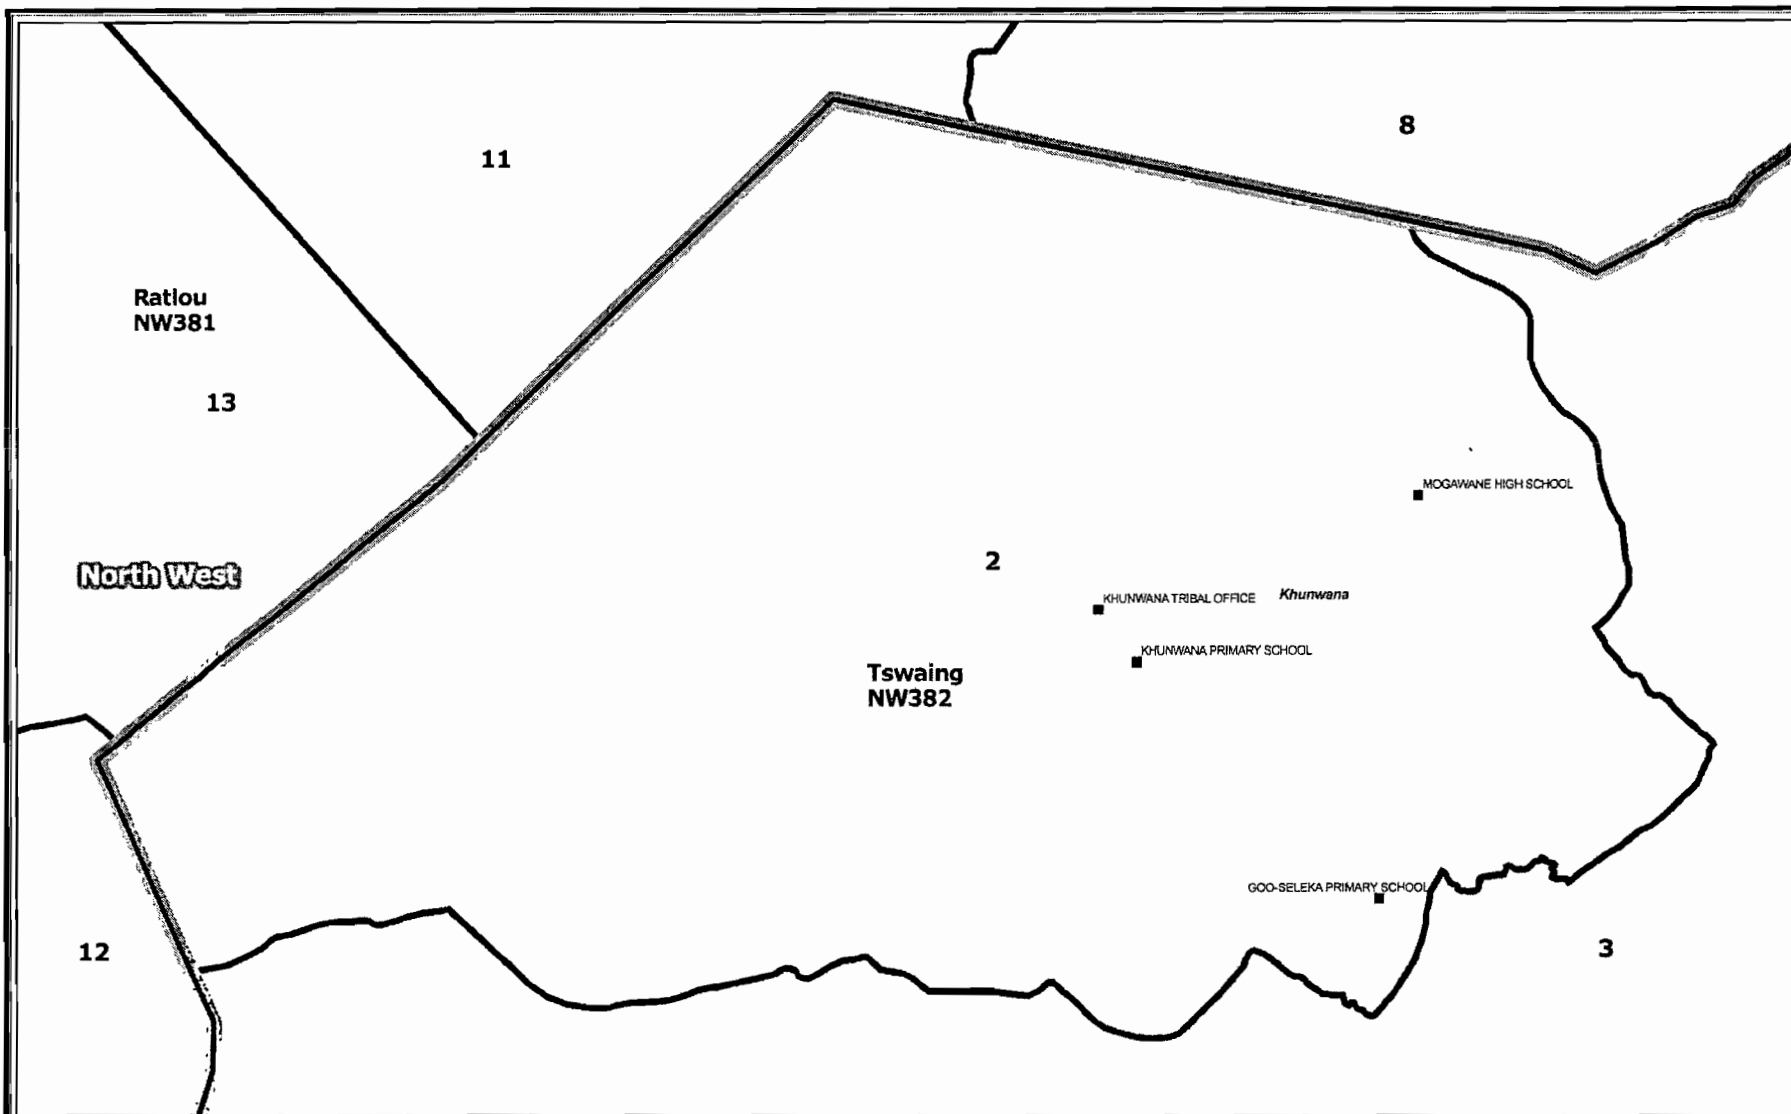 8
11
Ratlou
NW381
13
MOGAWANE HIGH SCHOOL
2
North West
KHUNWANA TRIBAL OFFICE
Khunwana
KHUNWANA PRIMARY SCHOOL
Tswaing
NW382
GOO-SELEKA PRIMARY SCHOOL
12
3